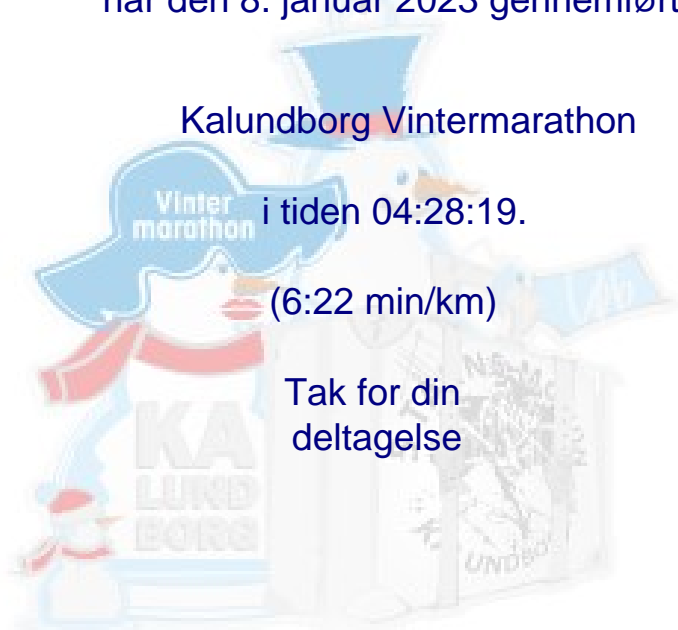 har den 8. januar 2023 gennemført
Kalundborg Vintermarathon
Vinter
marathon
i tiden 04:28:19.
(6:22 min/km)
Tak for din
deltagelse
KA
LUND
BORG